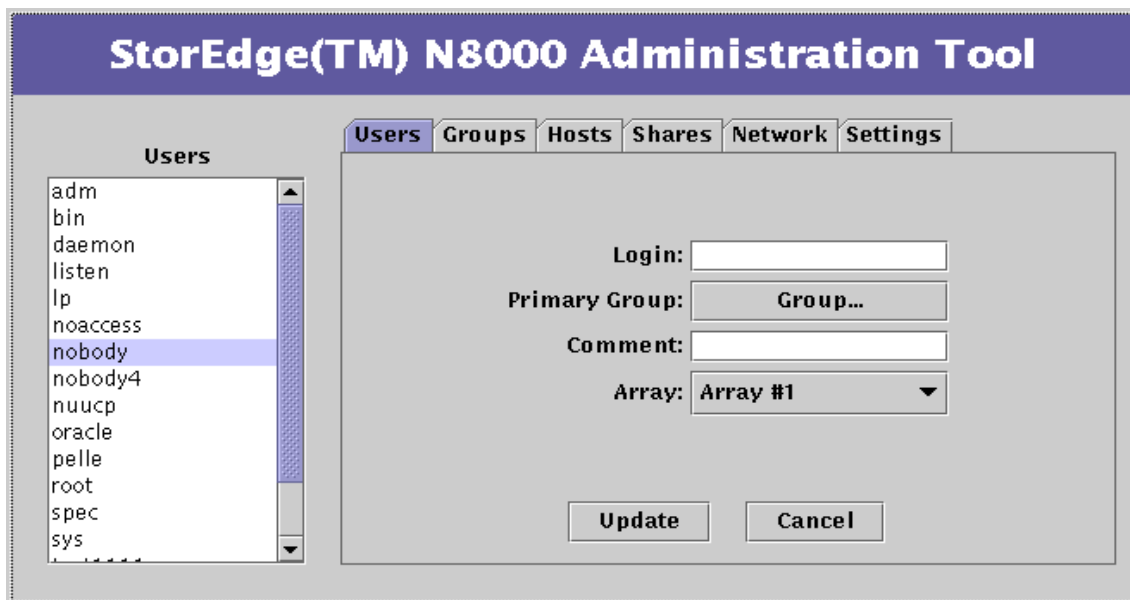 StorEdge(TM) N8000 Administration Tool
Users Groups Hosts Shares Network Settings
Users
adm
bin
daemon
listen
lp
noaccess
nobody
nobody4
nuucp
oracle
pelle
root
spec
sys
Login:
Primary Group: Group...
Comment:
Array: Array #1
Update Cancel